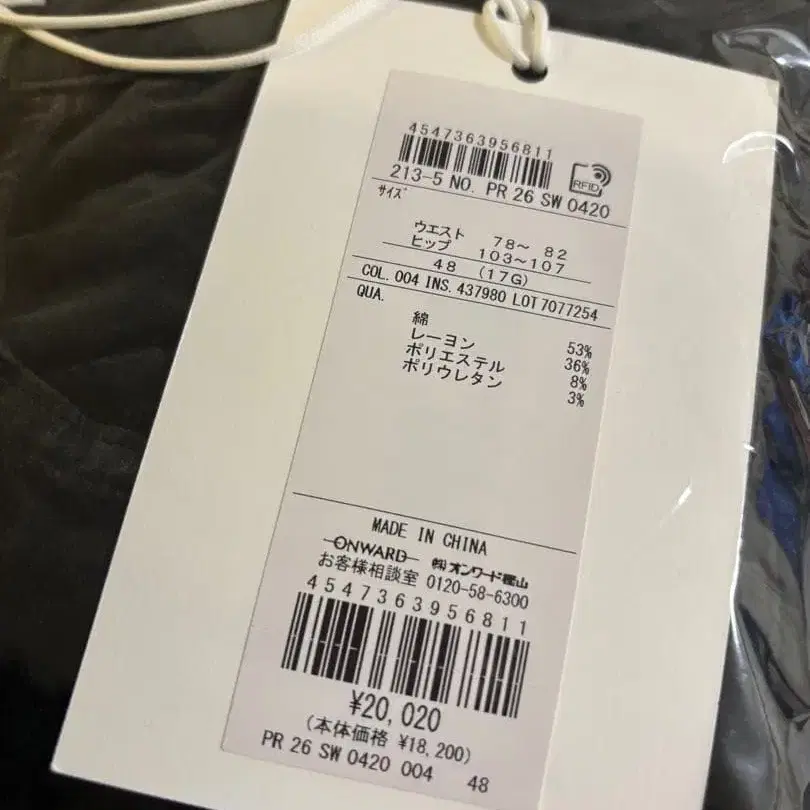 4547363956811
RFID
213-5 NO. PR 26 SW 0420
サイズ
ウエスト 78～ 82
ヒップ 103～107
48 (17G)
COL. 004 INS. 437980 LOT 7077254
QUA.
綿 53%
レーヨン 36%
ポリエステル 8%
ポリウレタン 3%
MADE IN CHINA
ONWARD ㈱オンワード樫山
お客様相談室 0120-58-6300
4547363956811
¥20,020
(本体価格 ¥18,200)
PR 26 SW 0420 004 48